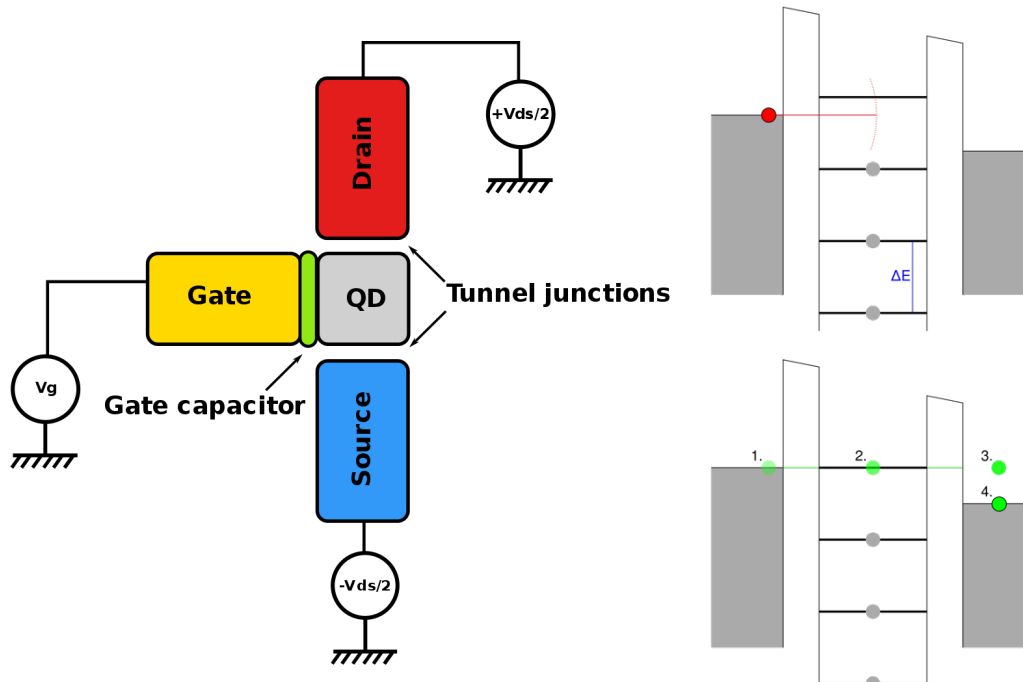 +Vds/2
Drain
Gate
QD
Tunnel junctions
Vg
Gate capacitor
Source
-Vds/2
ΔE
1.
2.
3.
4.